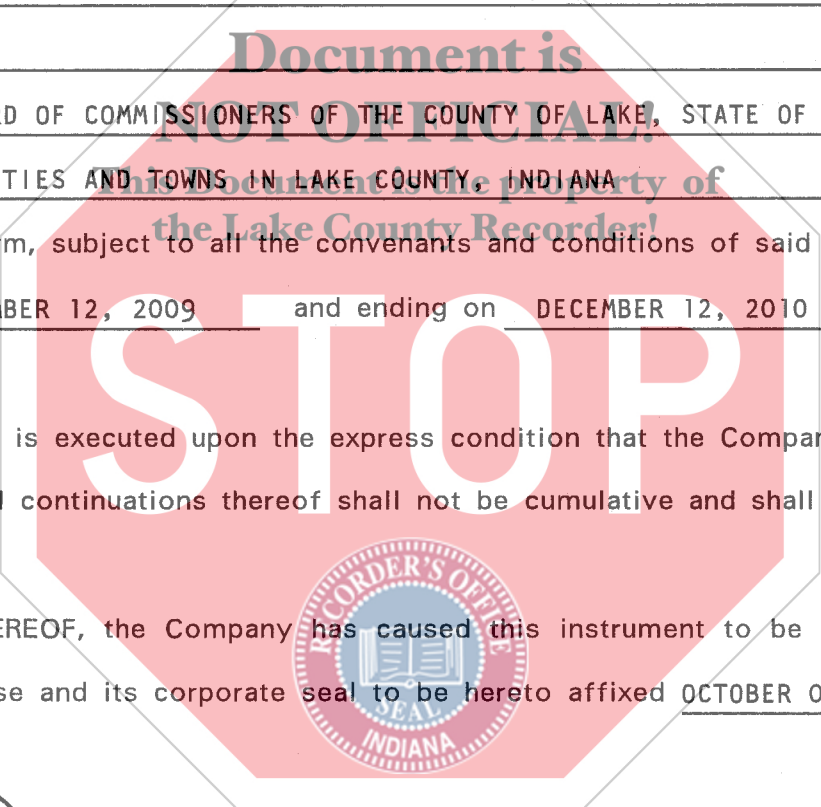 Document is
NOT OFFICIAL!
RD OF COMMISSIONERS OF THE COUNTY OF LAKE, STATE OF
This Document is the property of
TIES AND TOWNS IN LAKE COUNTY, INDIANA
the Lake County Recorder!
rm, subject to all the convenants and conditions of said
MBER 12, 2009 and ending on DECEMBER 12, 2010
STOP
is executed upon the express condition that the Compan
l continuations thereof shall not be cumulative and shall
RECORDER'S OFFICE
EREOF, the Company has caused this instrument to be
se and its corporate seal to be hereto affixed OCTOBER O
SEAL
INDIANA